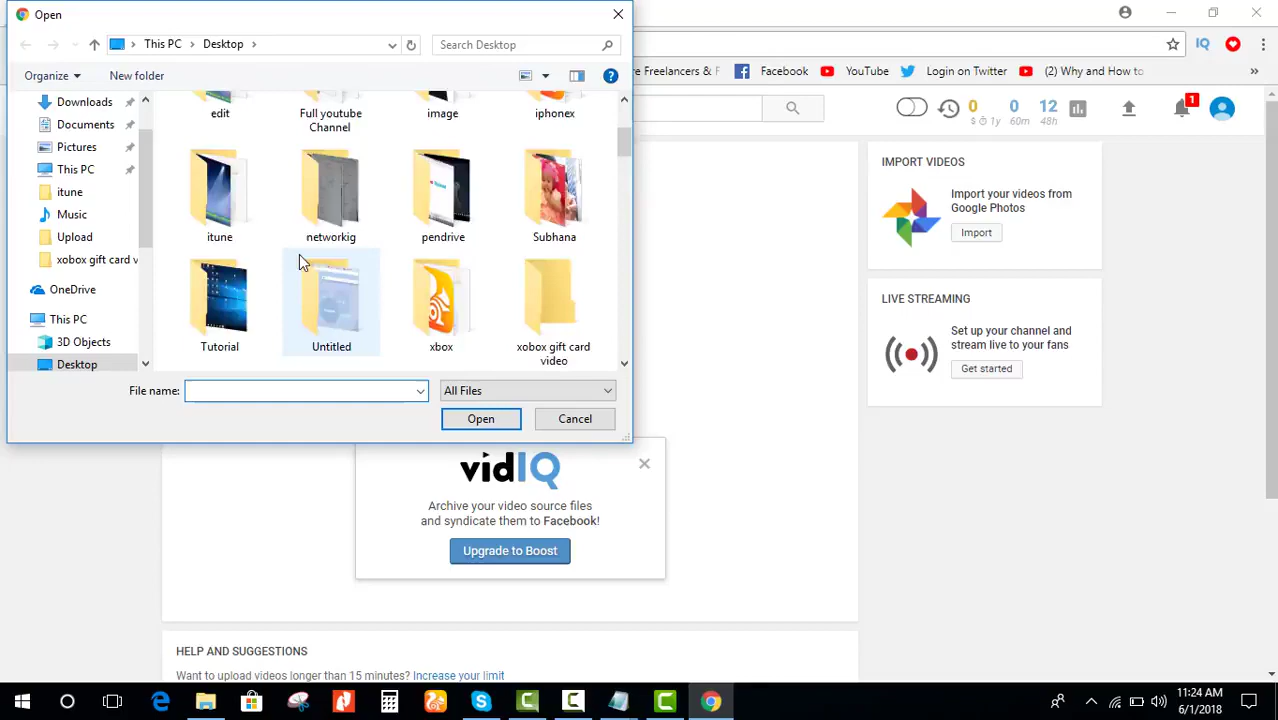 Open
This PC
Desktop
Search Desktop
Organize
New folder
re Freelancers & F
Facebook
YouTube
Login on Twitter
(2) Why and How to
»
Downloads
Documents
Pictures
This PC
itune
Music
Upload
xobox gift card v
OneDrive
This PC
3D Objects
Desktop
edit
Full youtube
Channel
image
iphonex
itune
networkig
pendrive
Subhana
Tutorial
Untitled
xbox
xobox gift card
video
File name:
All Files
Open
Cancel
IQ
0
$ 1y
0
60m
12
48h
1
IMPORT VIDEOS
Import your videos from
Google Photos
Import
LIVE STREAMING
Set up your channel and
stream live to your fans
Get started
vidIQ
Archive your video source files
and syndicate them to Facebook!
Upgrade to Boost
HELP AND SUGGESTIONS
Want to upload videos longer than 15 minutes? Increase your limit
11:24 AM
6/1/2018